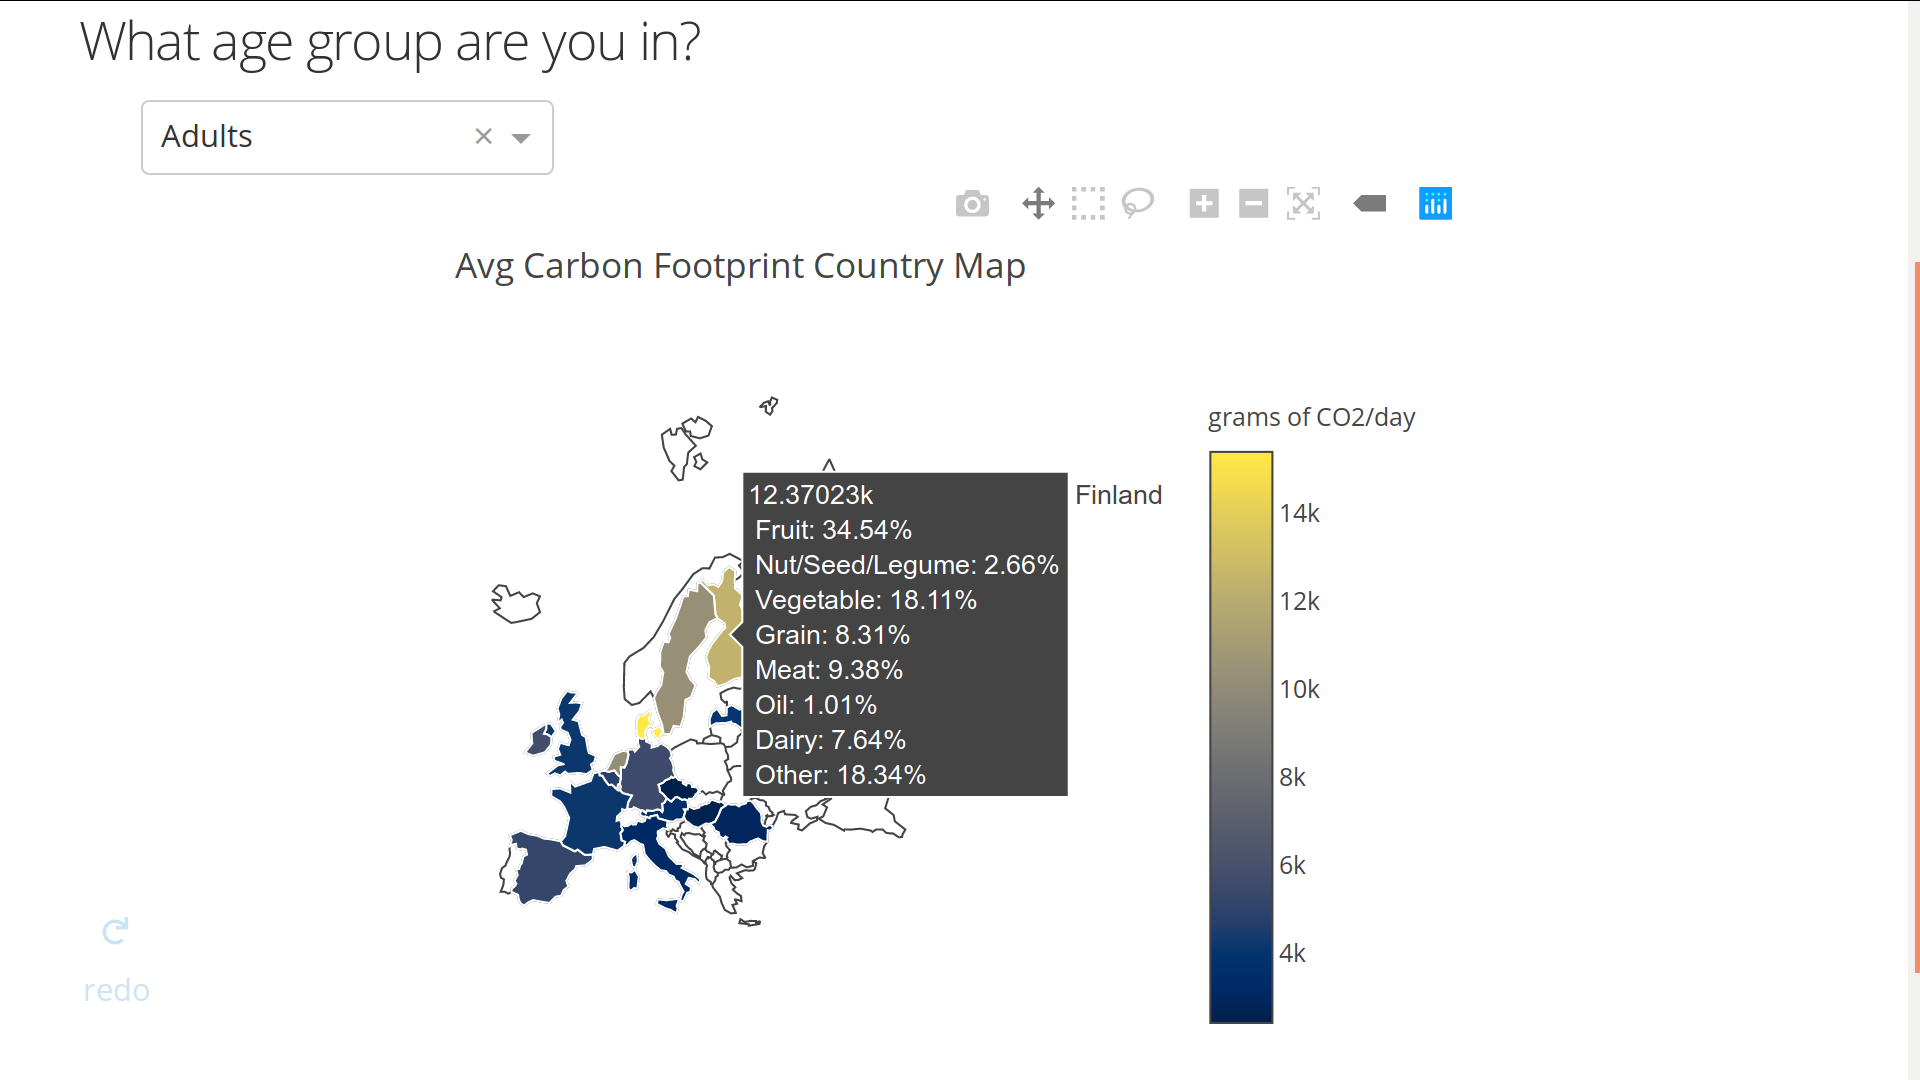 What age group are you in?
Adults
Avg Carbon Footprint Country Map
grams of CO2/day
12.37023k
Finland
Fruit: 34.54%
Nut/Seed/Legume: 2.66%
Vegetable: 18.11%
Grain: 8.31%
Meat: 9.38%
Oil: 1.01%
Dairy: 7.64%
Other: 18.34%
14k
12k
10k
8k
6k
4k
redo